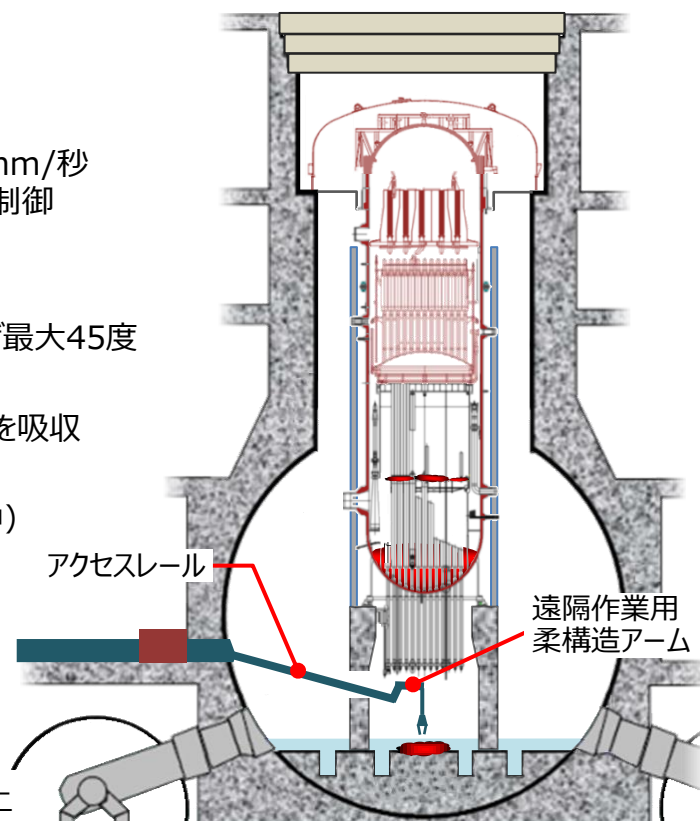 mm/秒
制御
最大45度
を吸収
アクセスレール
遠隔作業用
柔構造アーム